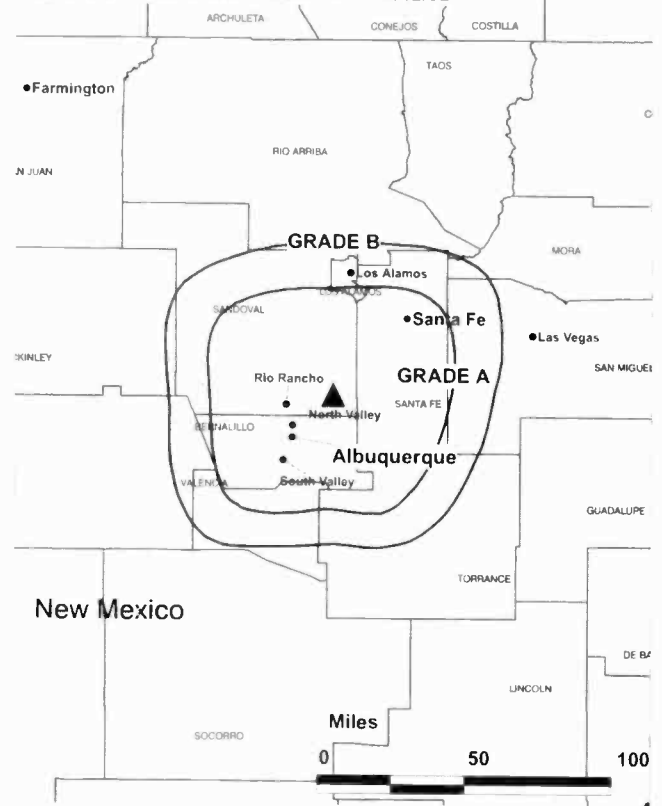 ARCHULETA
CONEJOS
COSTILLA
TAOS
•Farmington
RIO ARRIBA
N JUAN
GRADE B
MORA
Los Alamos
LOS ALAMOS
SANDOVAL
Santa Fe
Las Vegas
KINLEY
SAN MIGUEL
Rio Rancho
GRADE A
SANTA FE
North Valley
BERNALILLO
Albuquerque
VALENCIA
South Valley
GUADALUPE
TORRANCE
New Mexico
DE BA
LINCOLN
Miles
SOCORRO
0 50 100